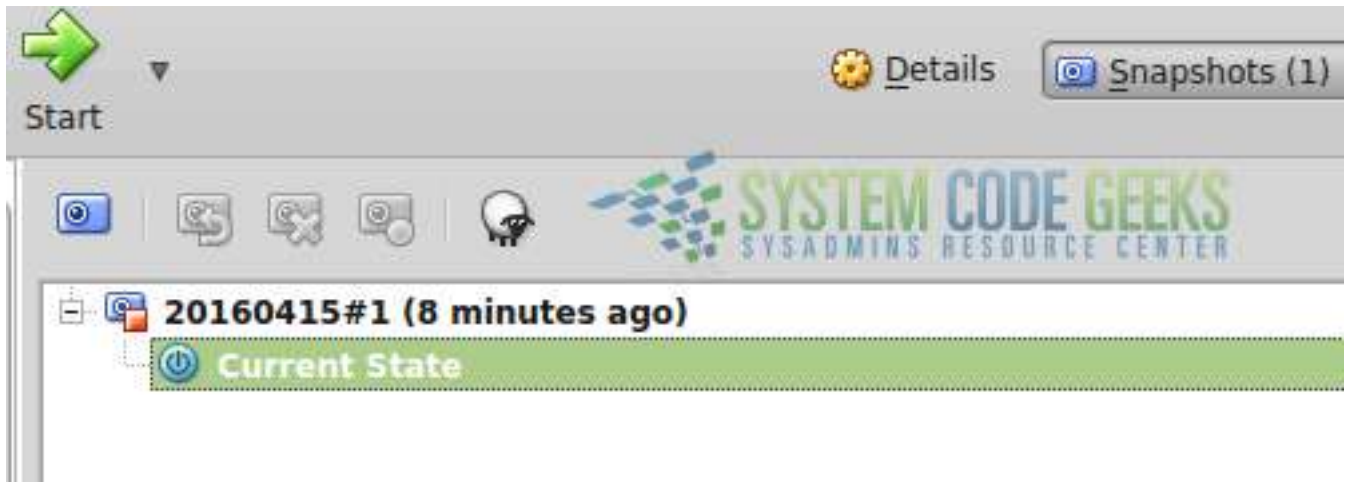 Start
Details
Snapshots (1)
SYSTEM CODE GEEKS
SYSADMINS RESOURCE CENTER
20160415#1 (8 minutes ago)
Current State